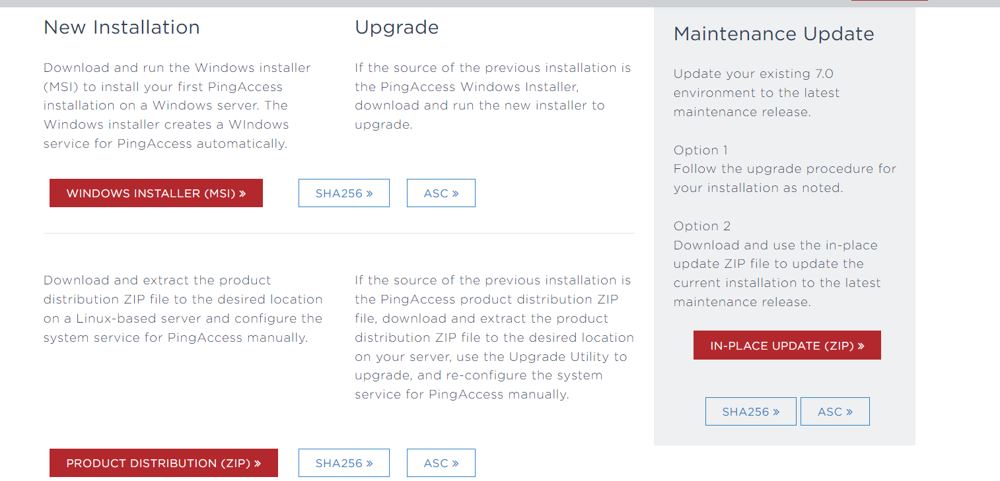 New Installation
Download and run the Windows installer
(MSI) to install your first PingAccess
installation on a Windows server. The
Windows installer creates a WIndows
service for PingAccess automatically.
Upgrade
If the source of the previous installation is
the PingAccess Windows Installer,
download and run the new installer to
upgrade.
WINDOWS INSTALLER (MSI) »
SHA256 »
ASC »
Download and extract the product
distribution ZIP file to the desired location
on a Linux-based server and configure the
system service for PingAccess manually.
If the source of the previous installation is
the PingAccess product distribution ZIP
file, download and extract the product
distribution ZIP file to the desired location
on your server, use the Upgrade Utility to
upgrade, and re-configure the system
service for PingAccess manually.
PRODUCT DISTRIBUTION (ZIP) »
SHA256 »
ASC »
Maintenance Update
Update your existing 7.0
environment to the latest
maintenance release.
Option 1
Follow the upgrade procedure for
your installation as noted.
Option 2
Download and use the in-place
update ZIP file to update the
current installation to the latest
maintenance release.
IN-PLACE UPDATE (ZIP) »
SHA256 »
ASC »